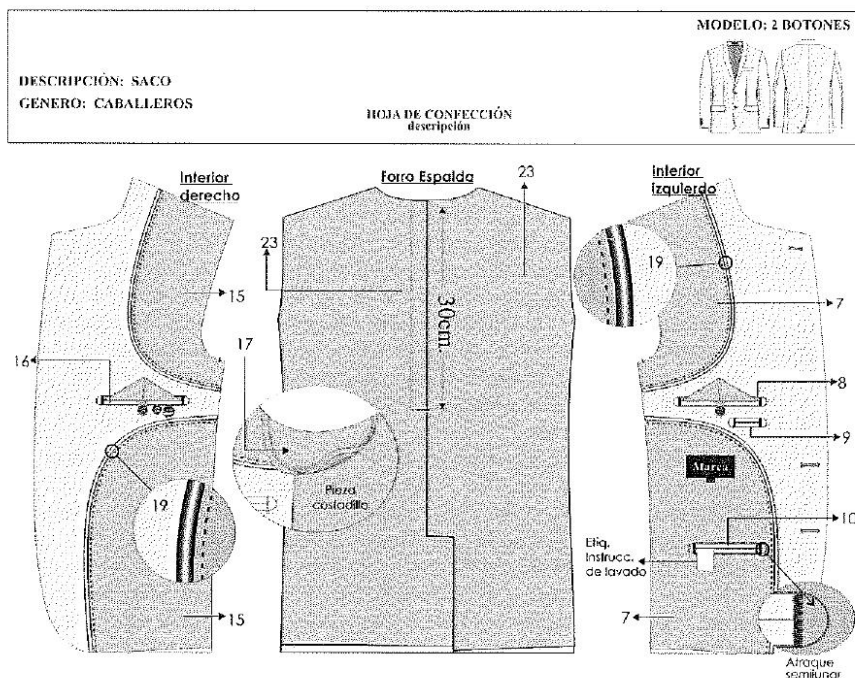 MODELO: 2 BOTONES
DESCRIPCIÓN: SACO
GENERO: CABALLEROS
HOJA DE CONFECCIÓN
descripción
Interior
derecho
Forro Espalda
Interior
izquierdo
23
23
19
15
7
30cm.
17
16
8
9
Marca
19
Pieza
costadillo
10
Etiq.
Instrucc.
de lavado
15
7
Atraque
semilunar